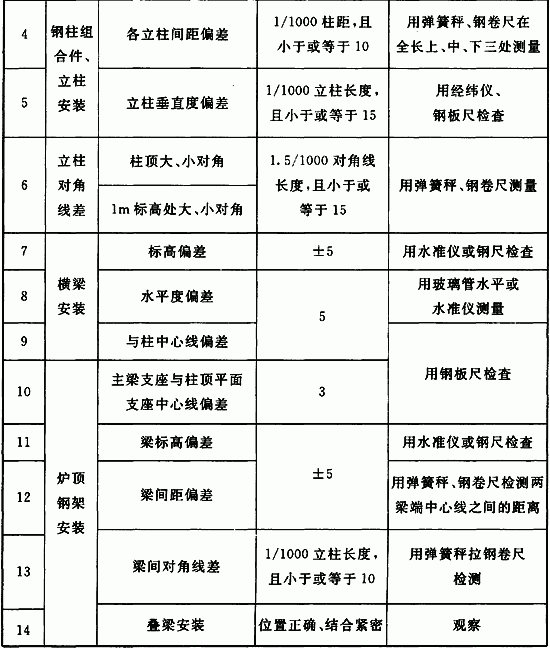 4
钢柱组
合件、
立柱
安装
各立柱间距偏差
1/1000 柱距，且
小于或等于 10
用弹簧秤、钢卷尺在
全长上、中、下三处测量
5
立柱垂直度偏差
1/1000 立柱长度，
且小于或等于 15
用经纬仪、
钢板尺检查
6
立柱
对角
线差
柱顶大、小对角
1m 标高处大、小对角
1.5/1000 对角线
长度，且小于或
等于 15
用弹簧秤、钢卷尺测量
7
横梁
安装
标高偏差
±5
用水准仪或钢尺检查
8
水平度偏差
5
用玻璃管水平或
水准仪测量
9
与柱中心线偏差
用钢板尺检查
10
炉顶
钢架
安装
主梁支座与柱顶平面
支座中心线偏差
3
11
梁标高偏差
±5
用水准仪或钢尺检查
12
梁间距偏差
用弹簧秤、钢卷尺检测两
梁端中心线之间的距离
13
梁间对角线差
1/1000 立柱长度，
且小于或等于 10
用弹簧秤拉钢卷尺
检测
14
叠梁安装
位置正确、结合紧密
观察